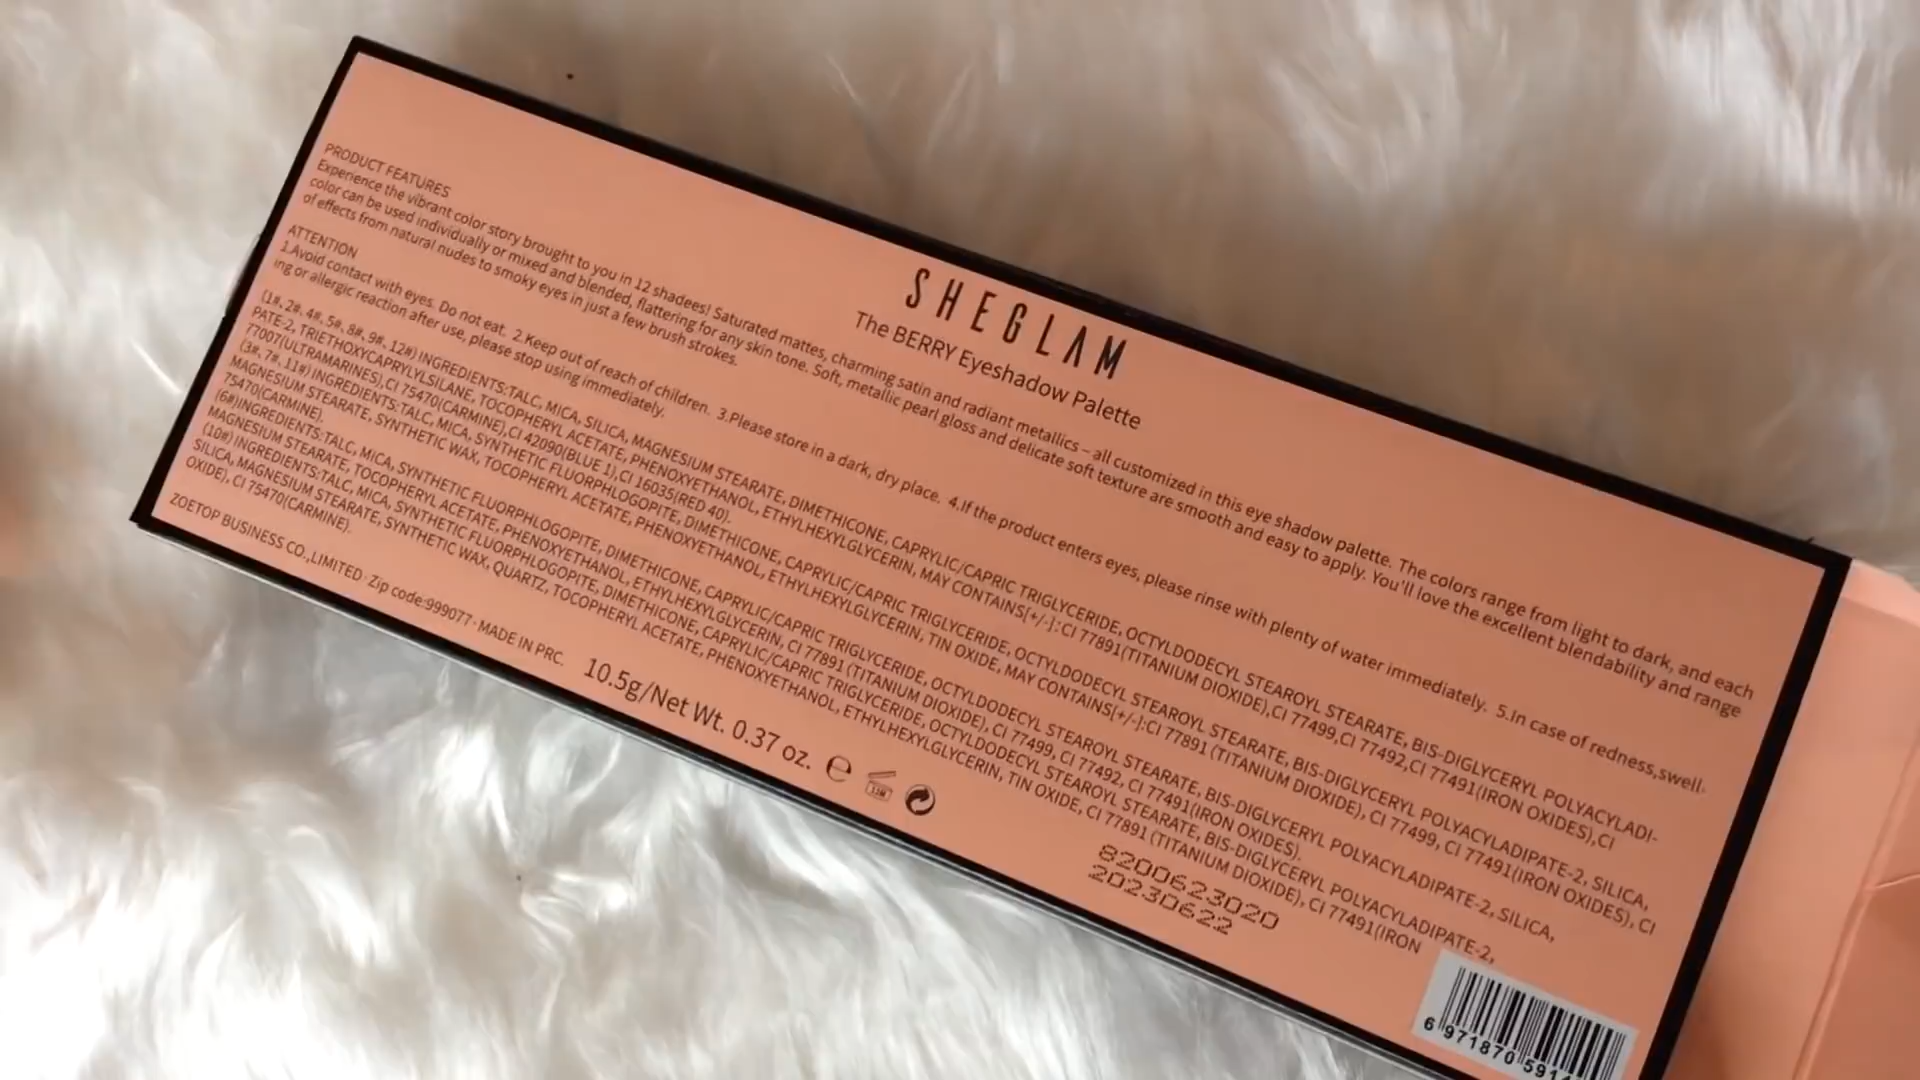 SHEGLAM
The BERRY Eyeshadow Palette
PRODUCT FEATURES
Experience the vibrant color story brought to you in 12 shadees! Saturated mattes, charming satin and radiant metallics – all customized in this eye shadow palette. The colors range from light to dark, and each
color can be used individually or mixed and blended, flattering for any skin tone. Soft, metallic pearl gloss and delicate soft texture are smooth and easy to apply. You'll love the excellent blendability and range
of effects from natural nudes to smoky eyes in just a few brush strokes.
ATTENTION
1.Avoid contact with eyes. Do not eat. 2.Keep out of reach of children. 3.Please store in a dark, dry place. 4.If the product enters eyes, please rinse with plenty of water immediately. 5.In case of redness,swell-
ing or allergic reaction after use, please stop using immediately.
(1#, 2#, 4#, 5#, 8#, 9#, 12#) INGREDIENTS:TALC, MICA, SILICA, MAGNESIUM STEARATE, DIMETHICONE, CAPRYLIC/CAPRIC TRIGLYCERIDE, OCTYLDODECYL STEAROYL STEARATE, BIS-DIGLYCERYL POLYACYLADI-
PATE-2, TRIETHOXYCAPRYLYLSILANE, TOCOPHERYL ACETATE, PHENOXYETHANOL, ETHYLHEXYLGLYCERIN, MAY CONTAINS[+/-]:CI 77891(TITANIUM DIOXIDE),CI 77499,CI 77492,CI 77491(IRON OXIDES),CI
77007(ULTRAMARINES),CI 75470(CARMINE),CI 42090(BLUE 1),CI 16035(RED 40).
(3#, 7#, 11#) INGREDIENTS:TALC, MICA, SYNTHETIC FLUORPHLOGOPITE, DIMETHICONE, CAPRYLIC/CAPRIC TRIGLYCERIDE, OCTYLDODECYL STEAROYL STEARATE, BIS-DIGLYCERYL POLYACYLADIPATE-2, SILICA,
MAGNESIUM STEARATE, SYNTHETIC WAX, TOCOPHERYL ACETATE, PHENOXYETHANOL, ETHYLHEXYLGLYCERIN, TIN OXIDE, MAY CONTAINS[+/-]:CI 77891 (TITANIUM DIOXIDE), CI 77499, CI 77491(IRON OXIDES), CI
75470(CARMINE).
(6#)INGREDIENTS:TALC, MICA, SYNTHETIC FLUORPHLOGOPITE, DIMETHICONE, CAPRYLIC/CAPRIC TRIGLYCERIDE, OCTYLDODECYL STEAROYL STEARATE, BIS-DIGLYCERYL POLYACYLADIPATE-2, SILICA,
MAGNESIUM STEARATE, TOCOPHERYL ACETATE, PHENOXYETHANOL, ETHYLHEXYLGLYCERIN, CI 77891 (TITANIUM DIOXIDE), CI 77499, CI 77492, CI 77491(IRON OXIDES).
(10#) INGREDIENTS:TALC, MICA, SYNTHETIC FLUORPHLOGOPITE, DIMETHICONE, CAPRYLIC/CAPRIC TRIGLYCERIDE, OCTYLDODECYL STEAROYL STEARATE, BIS-DIGLYCERYL POLYACYLADIPATE-2,
SILICA, MAGNESIUM STEARATE, SYNTHETIC WAX, QUARTZ, TOCOPHERYL ACETATE, PHENOXYETHANOL, ETHYLHEXYLGLYCERIN, TIN OXIDE, CI 77891 (TITANIUM DIOXIDE), CI 77491(IRON
OXIDE), CI 75470(CARMINE).
ZOETOP BUSINESS CO.,LIMITED · Zip code:999077 · MADE IN PRC.
10.5g/Net Wt. 0.37 oz. ℮ 12M
820062302O
20230622
6 971870 591